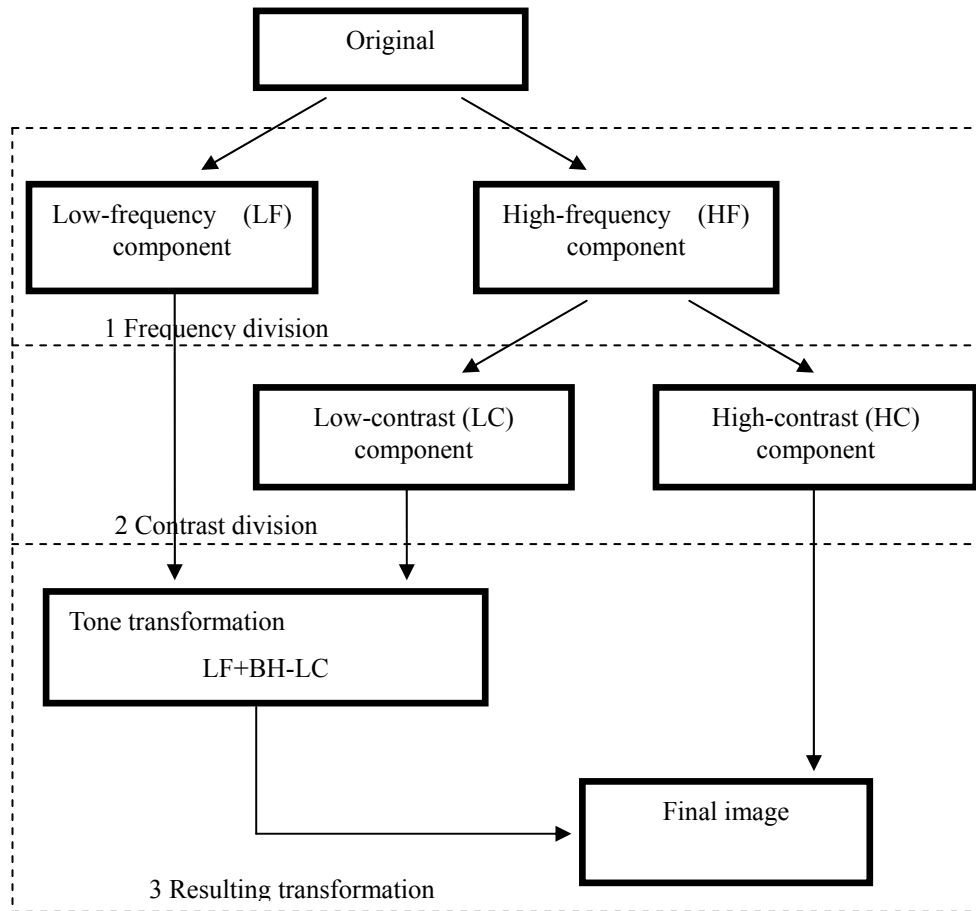 Original
Low-frequency (LF)
component
High-frequency (HF)
component
1 Frequency division
Low-contrast (LC)
component
High-contrast (HC)
component
2 Contrast division
Tone transformation
LF+BH-LC
Final image
3 Resulting transformation